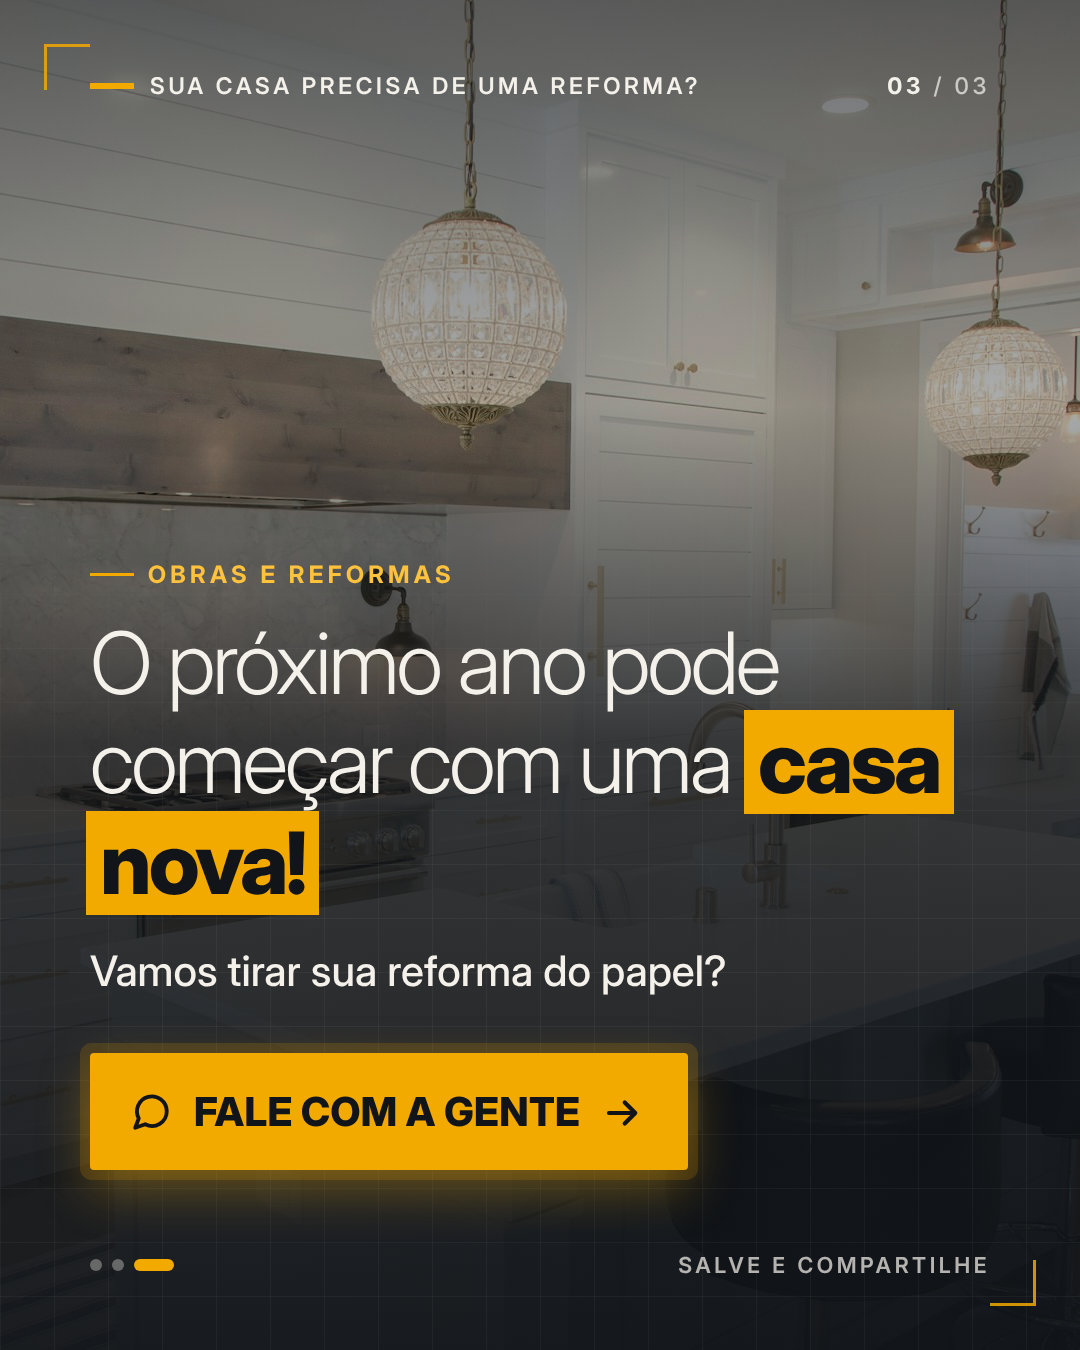 SUA CASA PRECISA DE UMA REFORMA?
03 / 03
OBRAS E REFORMAS
O próximo ano pode
começar com uma casa
nova!
Vamos tirar sua reforma do papel?
FALE COM A GENTE →
SALVE E COMPARTILHE